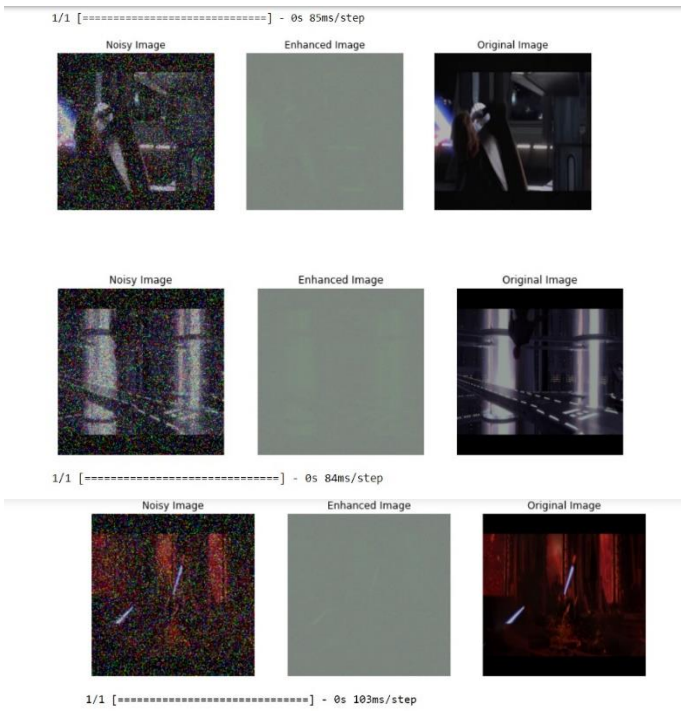 1/1 [==============================] - 0s 85ms/step
Noisy Image Enhanced Image Original Image
Noisy Image Enhanced Image Original Image
1/1 [==============================] - 0s 84ms/step
Noisy Image Enhanced Image Original Image
1/1 [==============================] - 0s 103ms/step